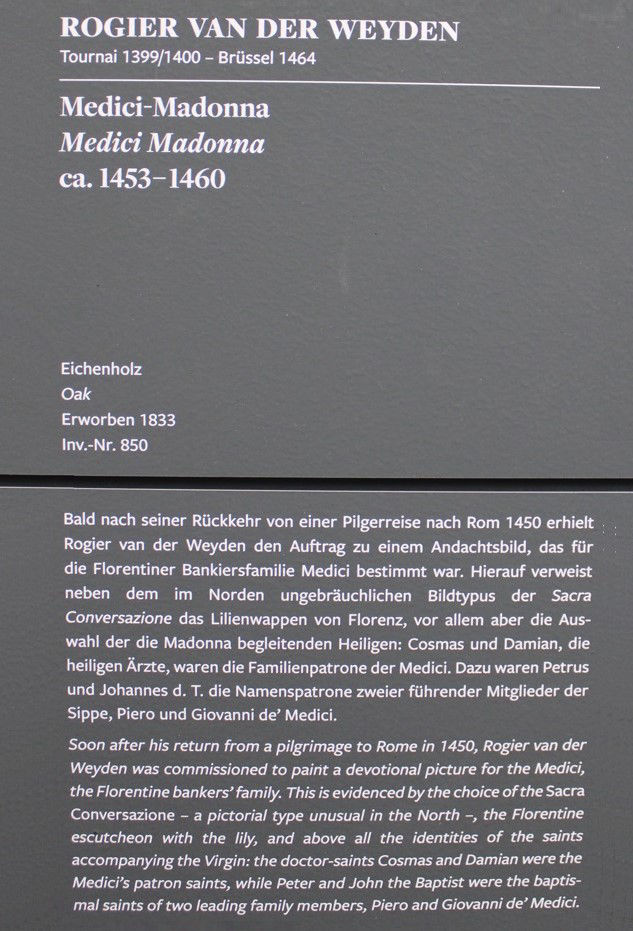 ROGIER VAN DER WEYDEN
Tournai 1399/1400 – Brüssel 1464
Medici-Madonna
Medici Madonna
ca. 1453–1460
Eichenholz
Oak
Erworben 1833
Inv.-Nr. 850
Bald nach seiner Rückkehr von einer Pilgerreise nach Rom 1450 erhielt
Rogier van der Weyden den Auftrag zu einem Andachtsbild, das für
die Florentiner Bankiersfamilie Medici bestimmt war. Hierauf verweist
neben dem im Norden ungebräuchlichen Bildtypus der Sacra
Conversazione das Lilienwappen von Florenz, vor allem aber die Aus-
wahl der die Madonna begleitenden Heiligen: Cosmas und Damian, die
heiligen Ärzte, waren die Familienpatrone der Medici. Dazu waren Petrus
und Johannes d. T. die Namenspatrone zweier führender Mitglieder der
Sippe, Piero und Giovanni de’ Medici.
Soon after his return from a pilgrimage to Rome in 1450, Rogier van der
Weyden was commissioned to paint a devotional picture for the Medici,
the Florentine bankers’ family. This is evidenced by the choice of the Sacra
Conversazione – a pictorial type unusual in the North –, the Florentine
escutcheon with the lily, and above all the identities of the saints
accompanying the Virgin: the doctor-saints Cosmas and Damian were the
Medici’s patron saints, while Peter and John the Baptist were the baptis-
mal saints of two leading family members, Piero and Giovanni de’ Medici.